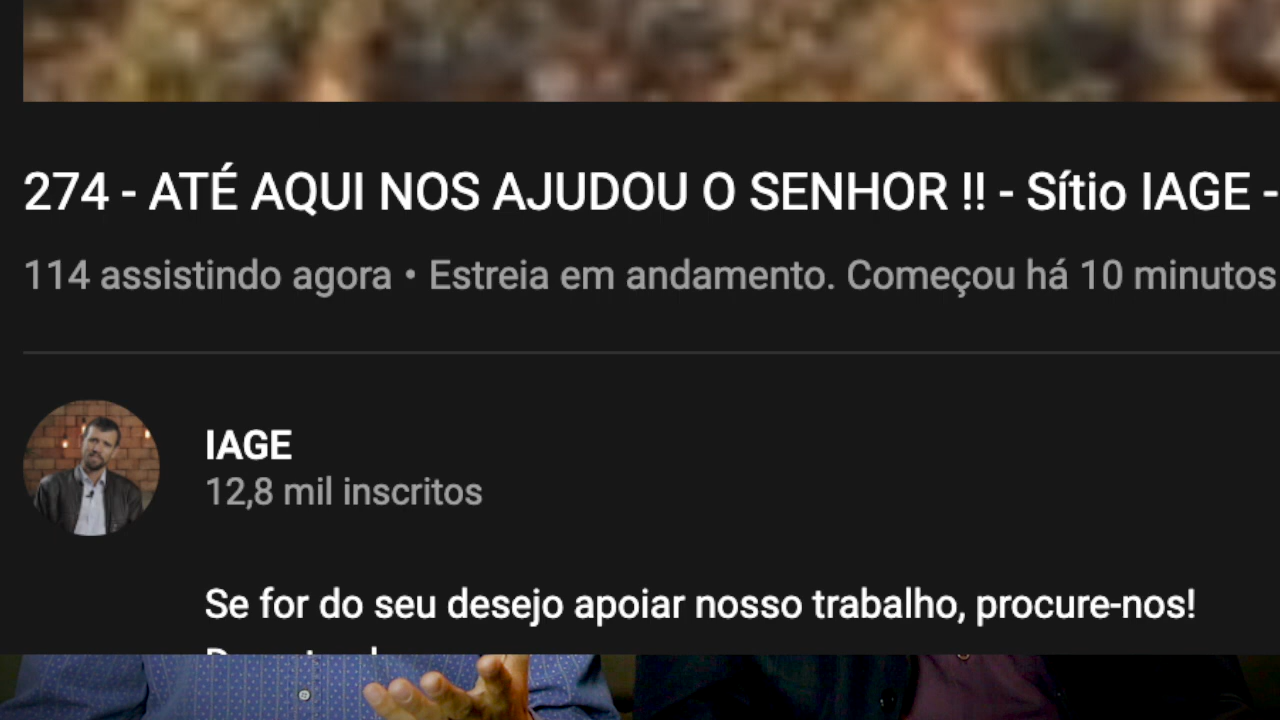 274 - ATÉ AQUI NOS AJUDOU O SENHOR !! - Sítio IAGE -
114 assistindo agora • Estreia em andamento. Começou há 10 minutos
IAGE
12,8 mil inscritos
Se for do seu desejo apoiar nosso trabalho, procure-nos!